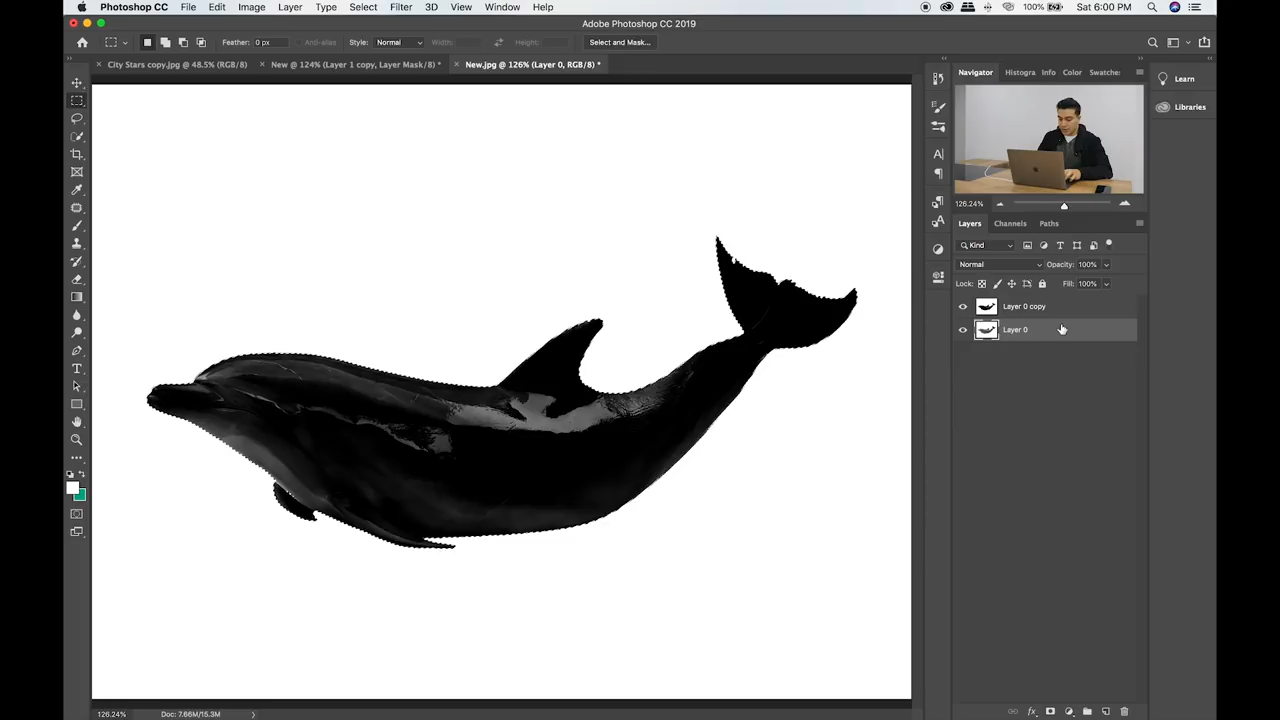 Photoshop CC File Edit Image Layer Type Select Filter 3D View Window Help 100% Sat 6:00 PM
Adobe Photoshop CC 2019
Feather: 0 px Anti-alias Style: Normal Width: Height: Select and Mask...
City Stars copy.jpg @ 48.5% (RGB/8) New @ 124% (Layer 1 copy, Layer Mask/8) * New.jpg @ 126% (Layer 0, RGB/8) *
Navigator Histogra Info Color Swatche: Learn
Libraries
126.24%
Layers Channels Paths
Kind
Normal Opacity: 100%
Lock: Fill: 100%
Layer 0 copy
Layer 0
126.24% Doc: 7.66M/15.3M
fx